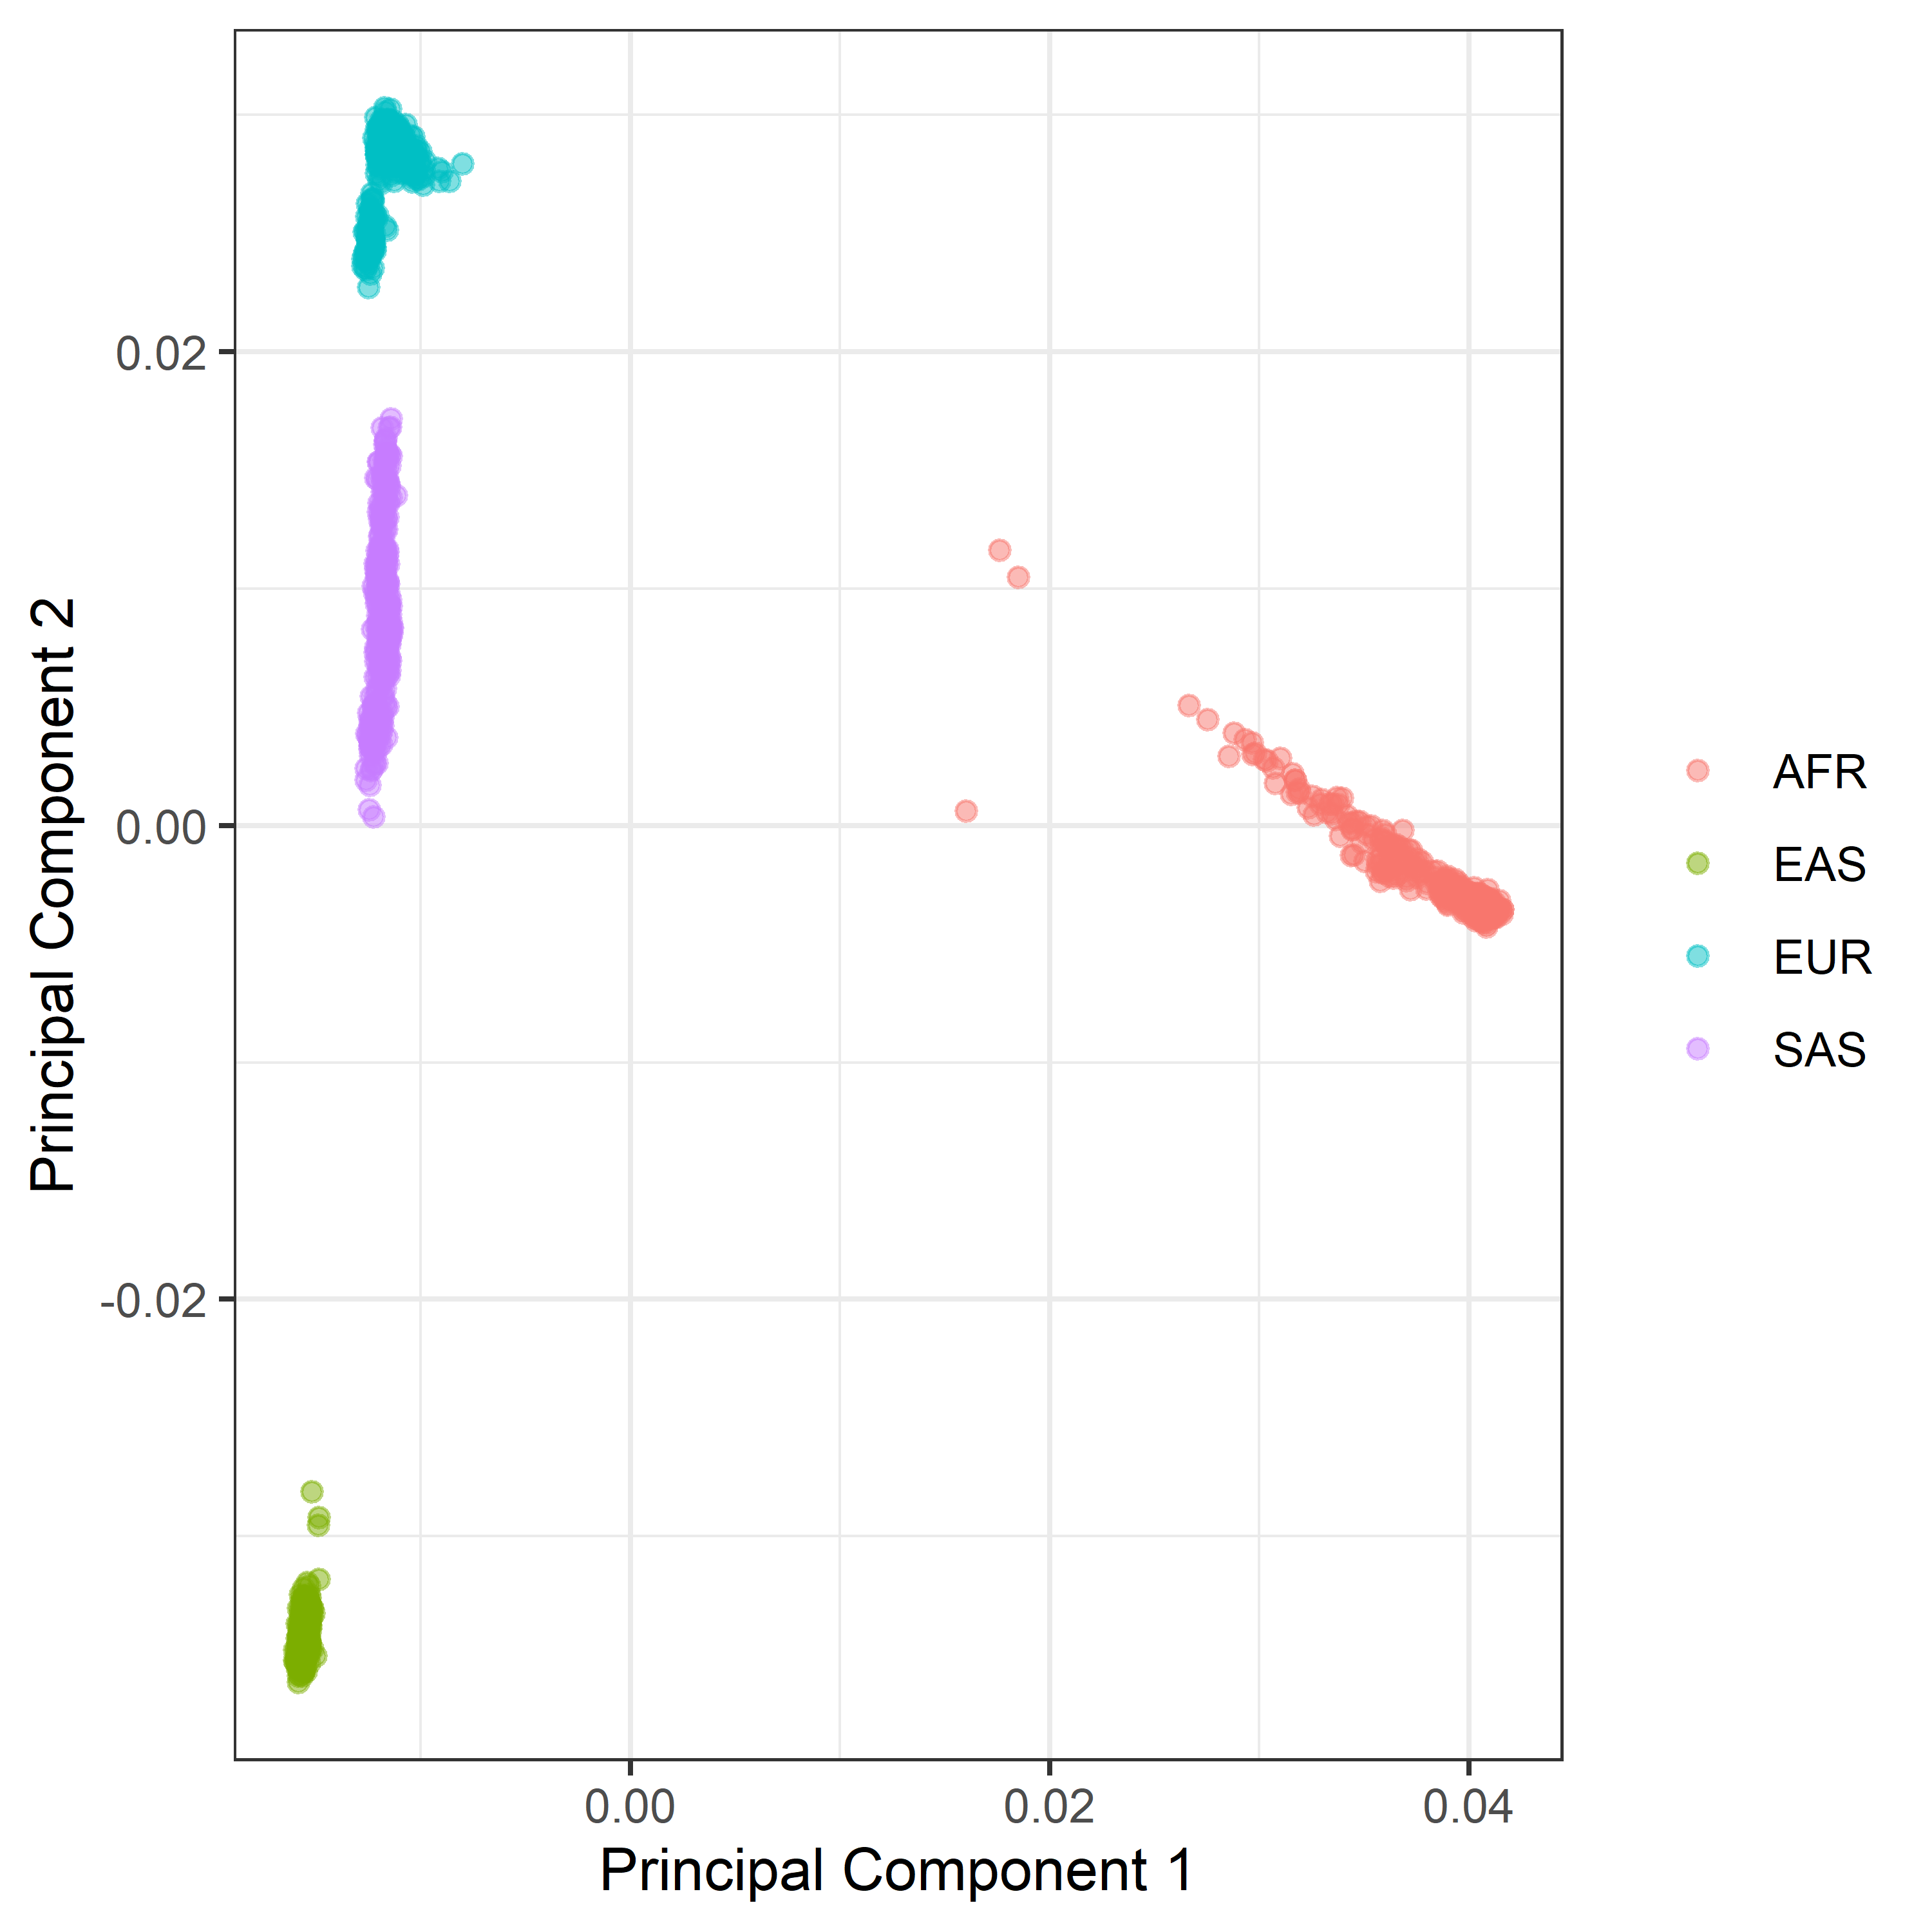 Principal Component 2
0.02
0.00
-0.02
0.00
0.02
0.04
Principal Component 1
AFR
EAS
EUR
SAS